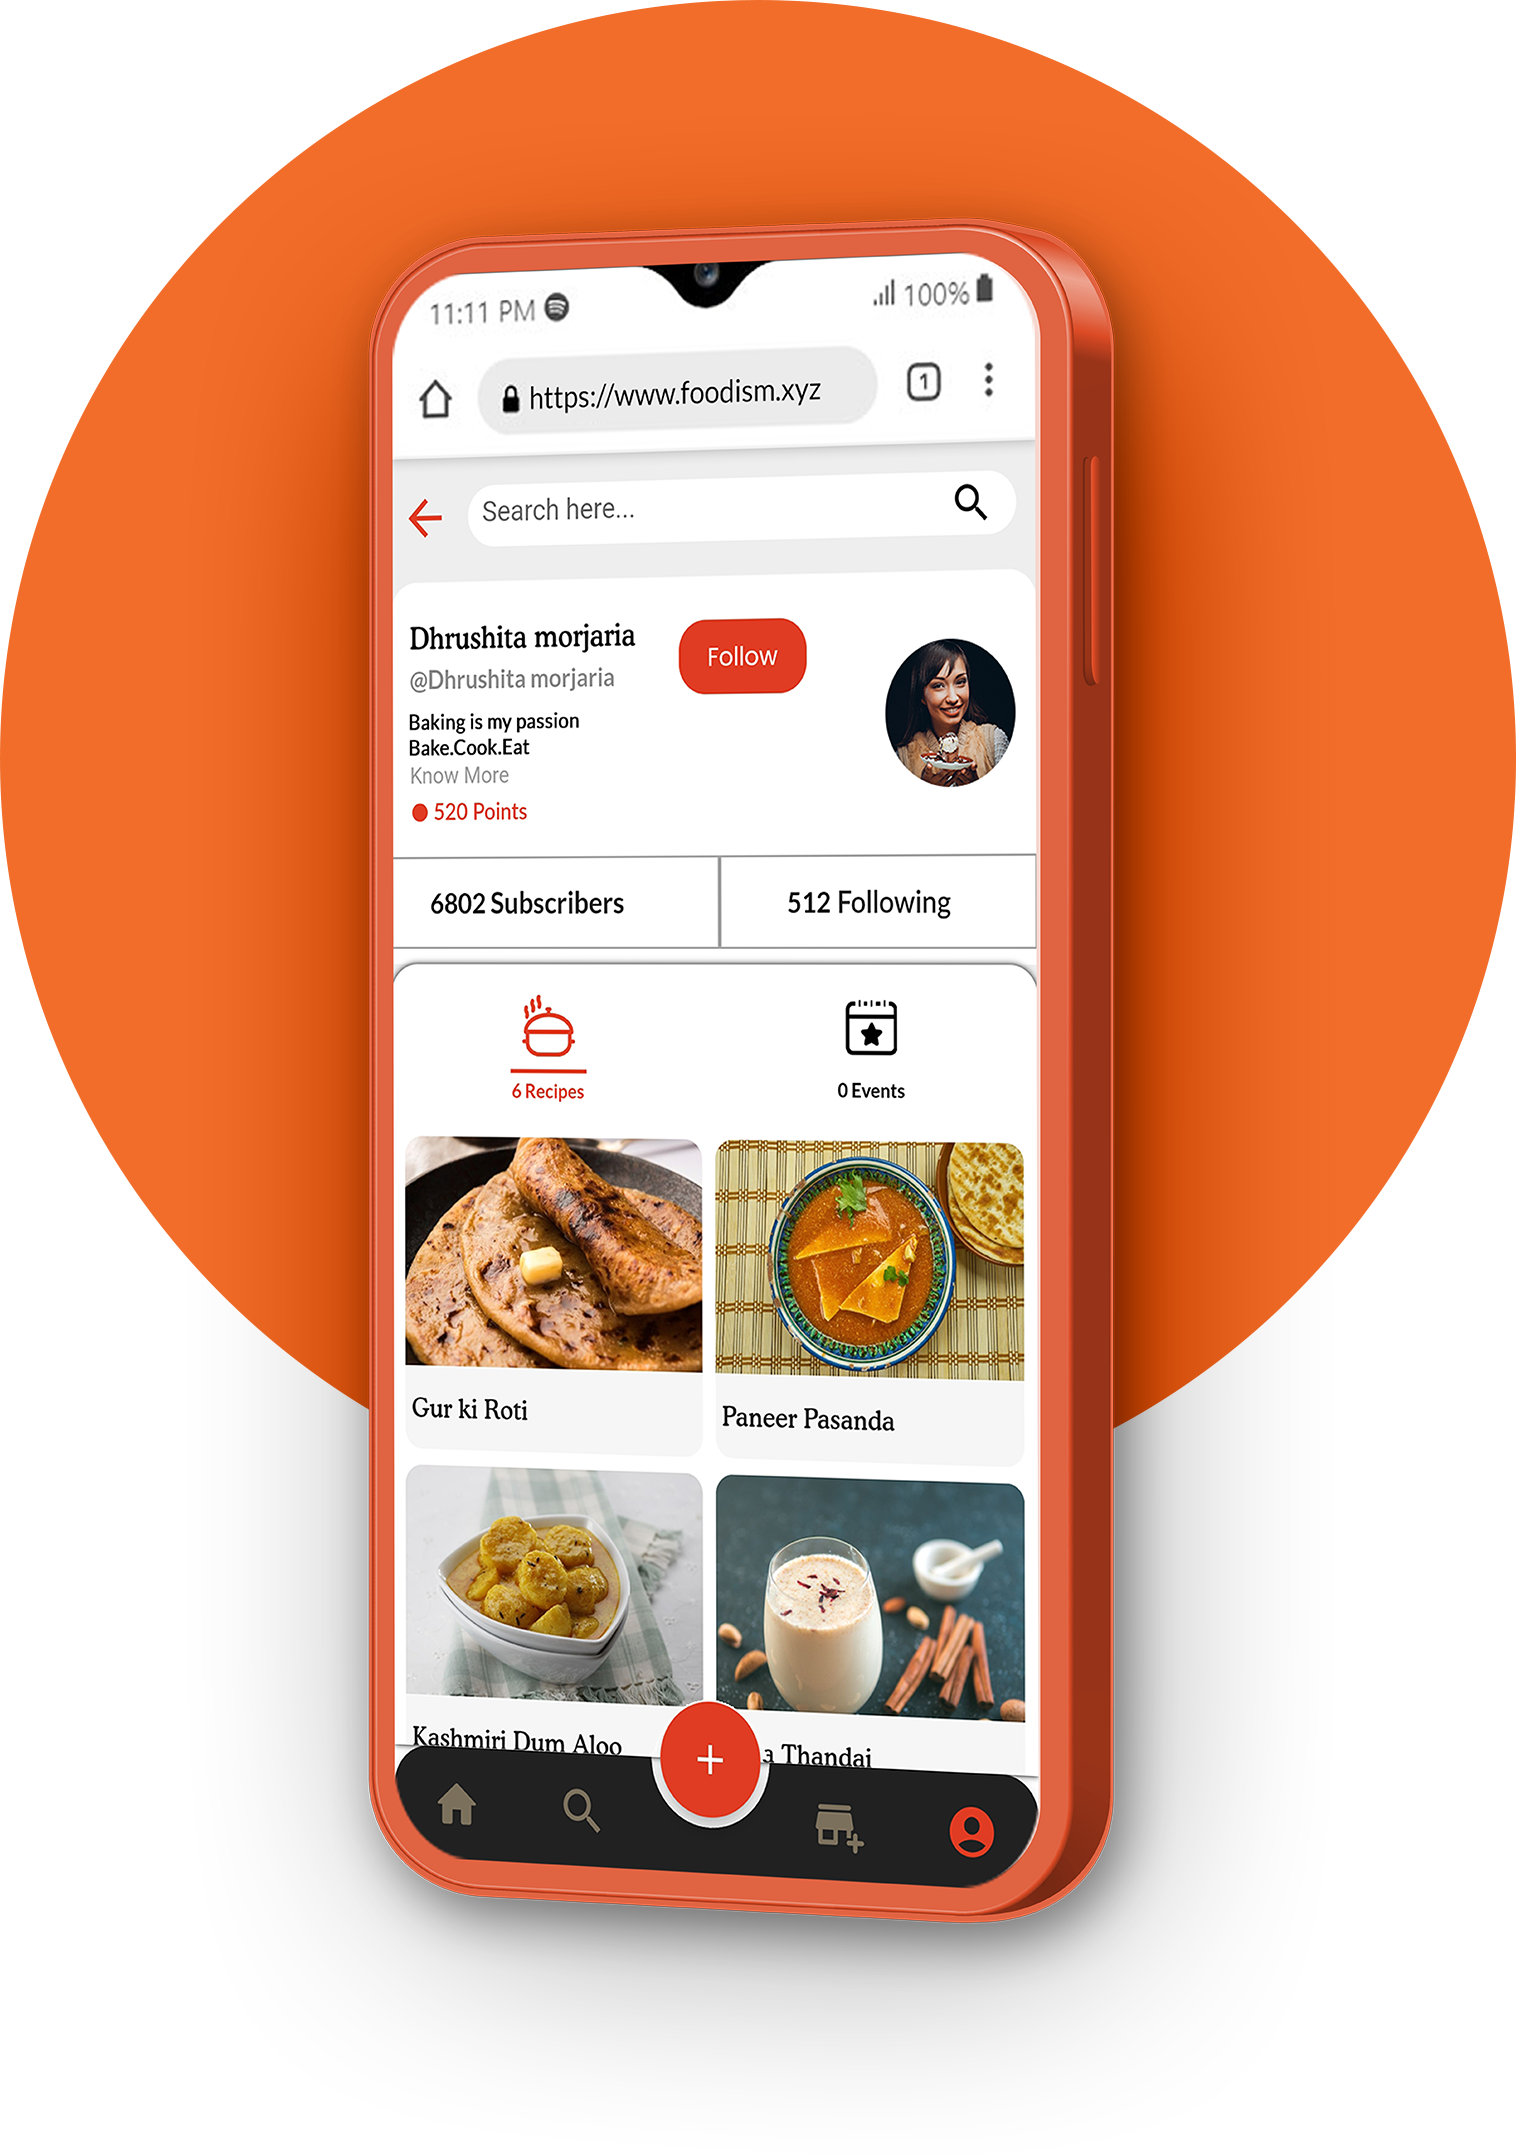 11:11 PM
100%
https://www.foodism.xyz
1
Search here...
Dhrushita morjaria
Follow
@Dhrushita morjaria
Baking is my passion
Bake.Cook.Eat
Know More
520 Points
6802 Subscribers
512 Following
6 Recipes
0 Events
Gur ki Roti
Paneer Pasanda
Kashmiri Dum Aloo
Thandai